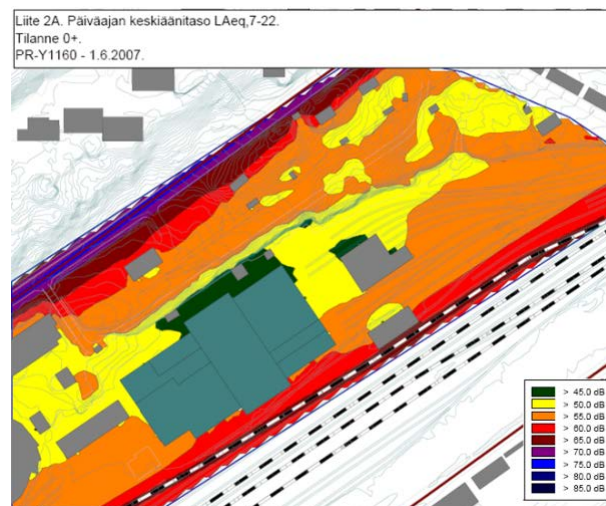 Liite 2A. Päiväajan keskiäänitaso LAeq,7-22.
Tilanne 0+.
PR-Y1160 - 1.6.2007.
> 45.0 dB
> 50.0 dB
> 55.0 dB
> 60.0 dB
> 65.0 dB
> 70.0 dB
> 75.0 dB
> 80.0 dB
> 85.0 dB